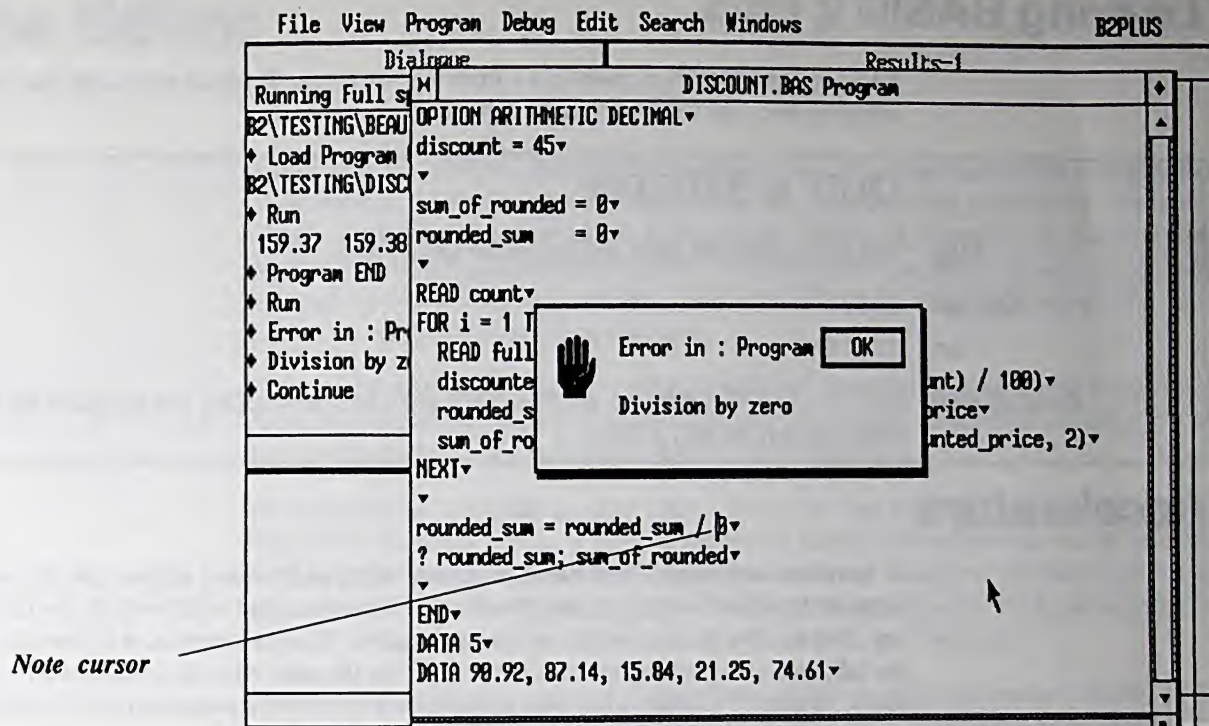 File View Program Debug Edit Search Windows B2PLUS
Dialogue
Results-1
Running Full
B2\TESTING\BEAU
Load Program
B2\TESTING\DISC
Run
159.37 159.38
Program END
Run
Error in : Pr
Division by z
Continue
DISCOUNT.BAS Program
OPTION ARITHMETIC DECIMAL
discount = 45
sum_of_rounded = 0
rounded_sum = 0
READ count
FOR i = 1 T
READ full
discounte nt) / 100)
rounded_s price
sum_of_ro unted_price, 2)
NEXT
rounded_sum = rounded_sum / 0
? rounded_sum; sum_of_rounded
END
DATA 5
DATA 90.92, 87.14, 15.84, 21.25, 74.61
Error in : Program OK
Division by zero
Note cursor